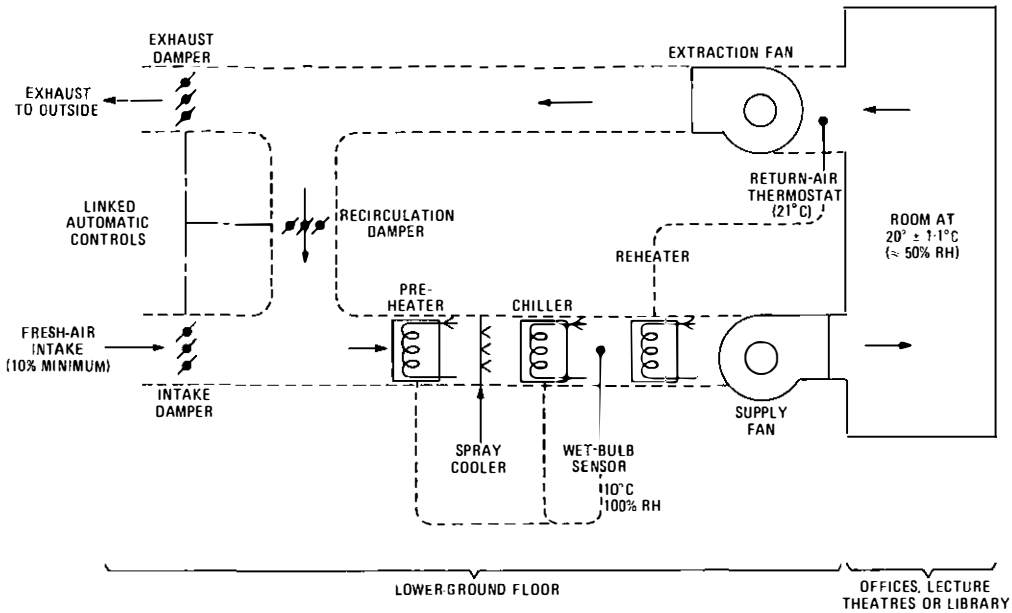 EXHAUST
DAMPER
EXTRACTION FAN
EXHAUST
TO OUTSIDE
RETURN-AIR
THERMOSTAT
(21°C)
LINKED
AUTOMATIC
CONTROLS
RECIRCULATION
DAMPER
ROOM AT
20° ± 1·1°C
(≈ 50% RH)
REHEATER
PRE-
HEATER
CHILLER
FRESH-AIR
INTAKE
(10% MINIMUM)
INTAKE
DAMPER
SUPPLY
FAN
SPRAY
COOLER
WET-BULB
SENSOR
10°C
100% RH
LOWER-GROUND FLOOR
OFFICES, LECTURE
THEATRES OR LIBRARY